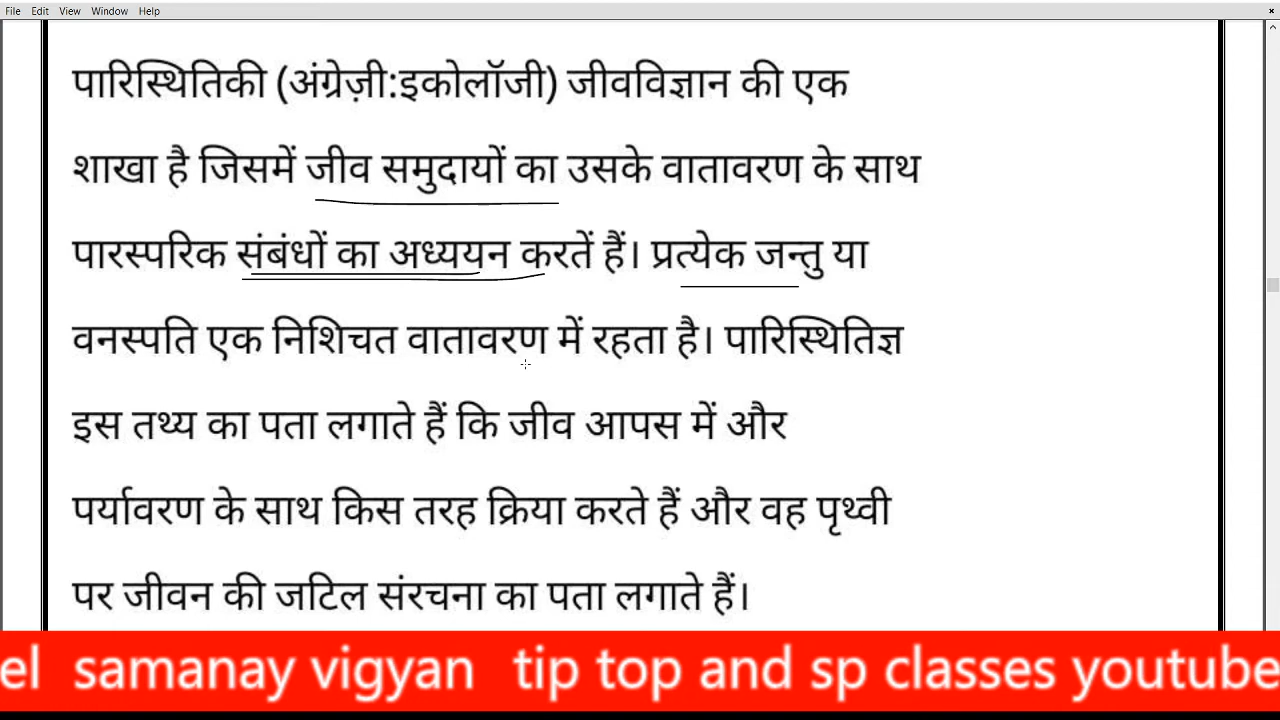 File Edit View Window Help
पारिस्थितिकी (अंग्रेज़ी:इकोलॉजी) जीवविज्ञान की एक
शाखा है जिसमें जीव समुदायों का उसके वातावरण के साथ
पारस्परिक संबंधों का अध्ययन करतें हैं। प्रत्येक जन्तु या
वनस्पति एक निशिचत वातावरण में रहता है। पारिस्थितिज्ञ
इस तथ्य का पता लगाते हैं कि जीव आपस में और
पर्यावरण के साथ किस तरह क्रिया करते हैं और वह पृथ्वी
पर जीवन की जटिल संरचना का पता लगाते हैं।
el samanay vigyan tip top and sp classes youtube